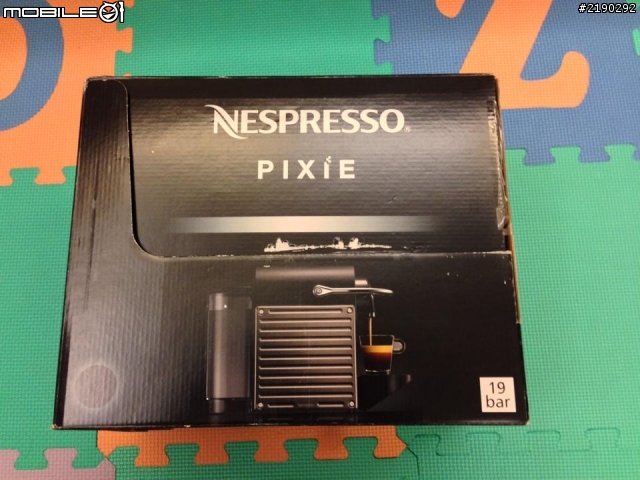 MOBILE01
#2190292
NESPRESSO
PIXIE
19
bar